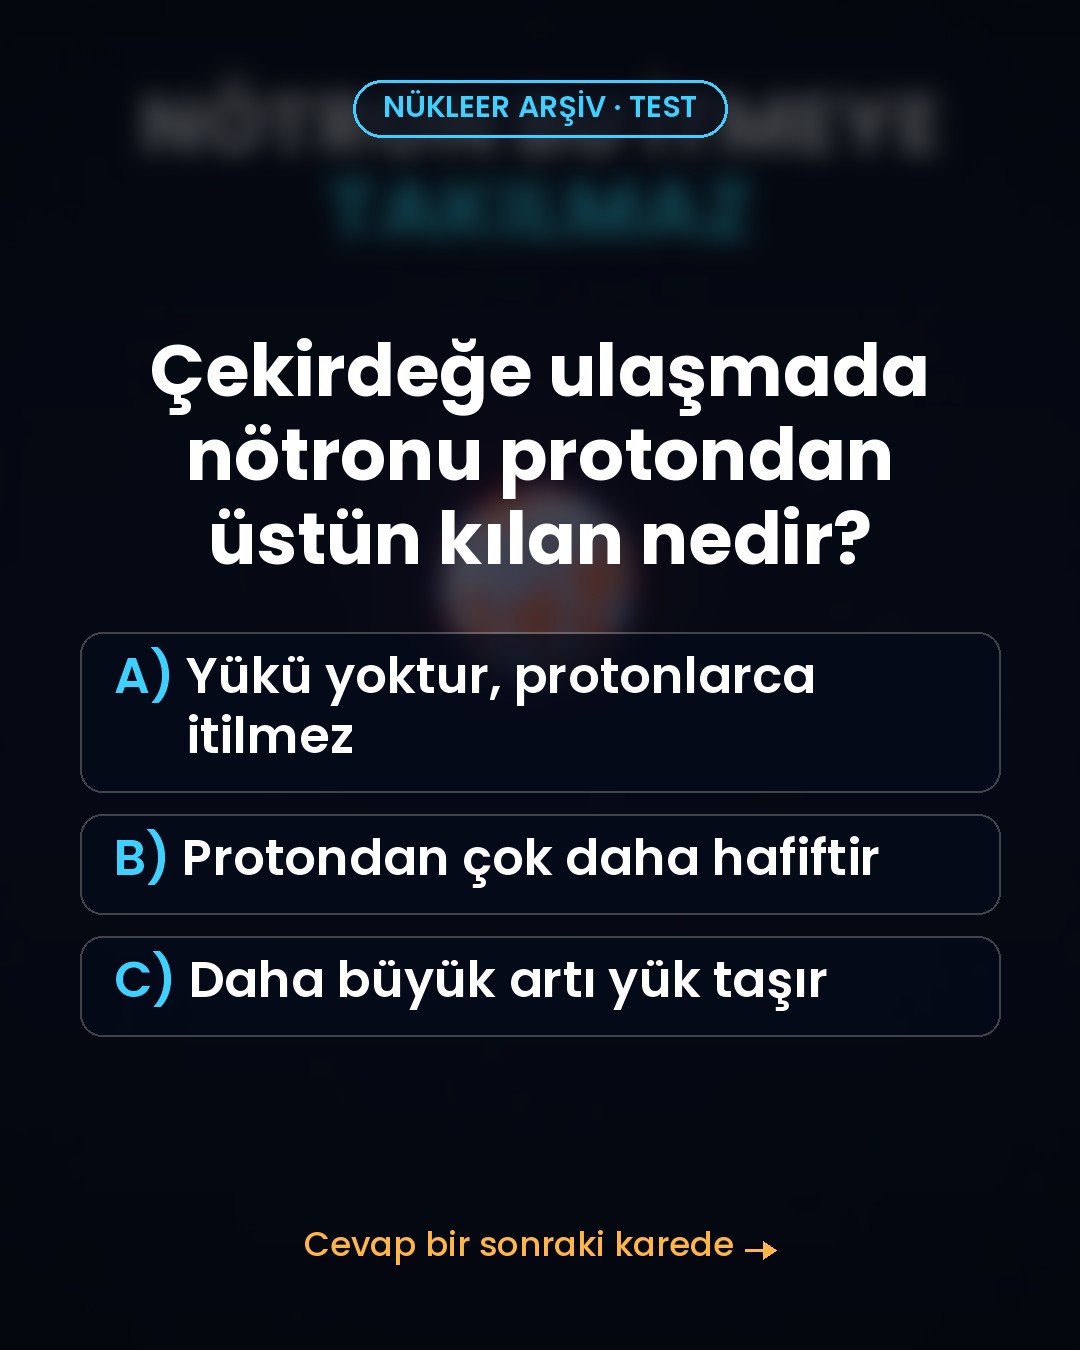 NÜKLEER ARŞİV · TEST
TAKILMAZ
Çekirdeğe ulaşmada
nötronu protondan
üstün kılan nedir?
A) Yükü yoktur, protonlarca
itilmez
B) Protondan çok daha hafiftir
C) Daha büyük artı yük taşır
Cevap bir sonraki karede →